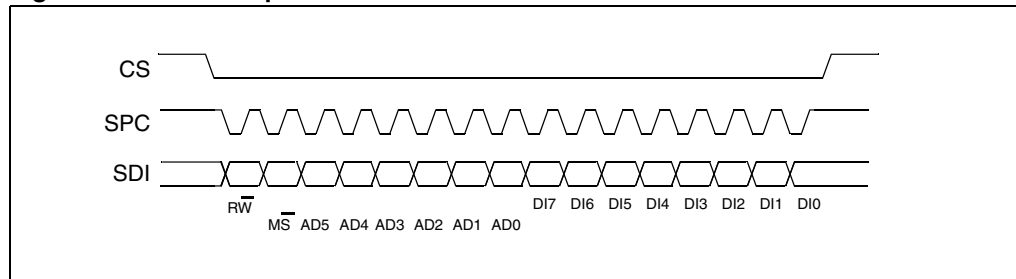 CS
SPC
SDI
RW̅ DI7 DI6 DI5 DI4 DI3 DI2 DI1 DI0
MS̅ AD5 AD4 AD3 AD2 AD1 AD0